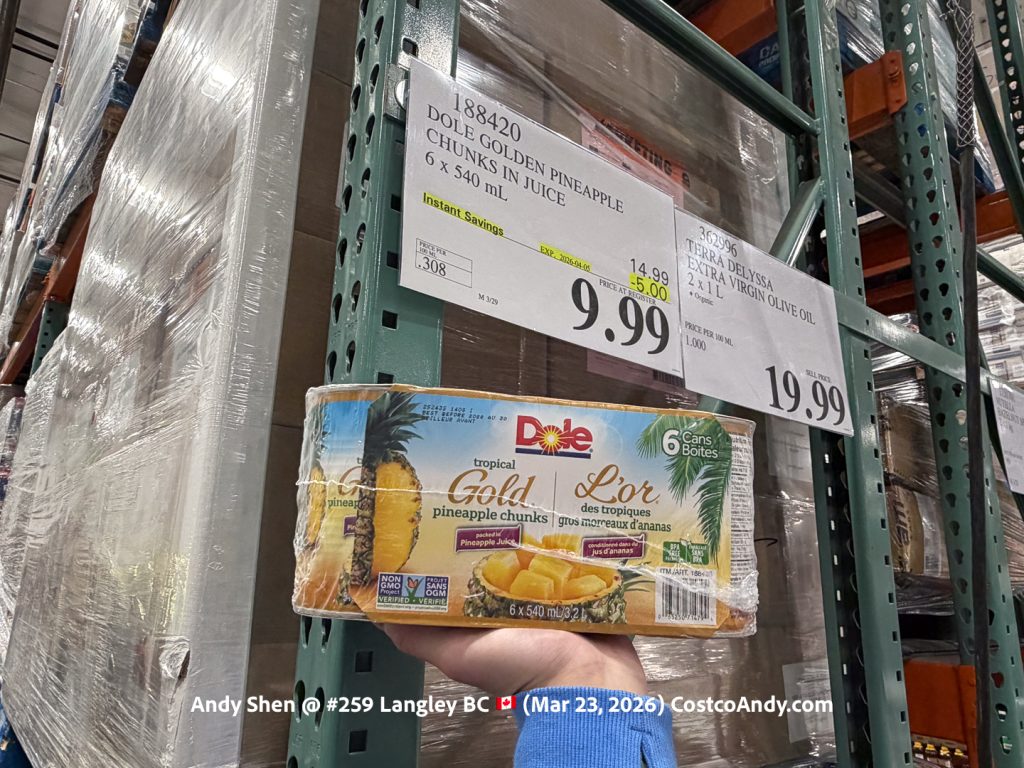 188420
DOLE GOLDEN PINEAPPLE
CHUNKS IN JUICE
6 x 540 mL
Instant Savings
EXP. 2026-04-05
14.99
-5.00
PRICE PER
100 ML
.308
PRICE AT REGISTER
9.99
M 3/29
362996
TERRA DELYSSA
EXTRA VIRGIN OLIVE OIL
2 x 1 L
♦ Organic
PRICE PER 100 ML
1.000
SELL PRICE
19.99
Dole
6 Cans
Boîtes
tropical
Gold
pineapple chunks
packed in
Pineapple Juice
L'or
des tropiques
gros morceaux d'ananas
conditionné dans du
jus d'ananas
NON
GMO
Project
VERIFIED
PROJET
SANS
OGM
VÉRIFIÉ
6 x 540 mL/3,2 L
Andy Shen @ #259 Langley BC 🇨🇦 (Mar 23, 2026) CostcoAndy.com